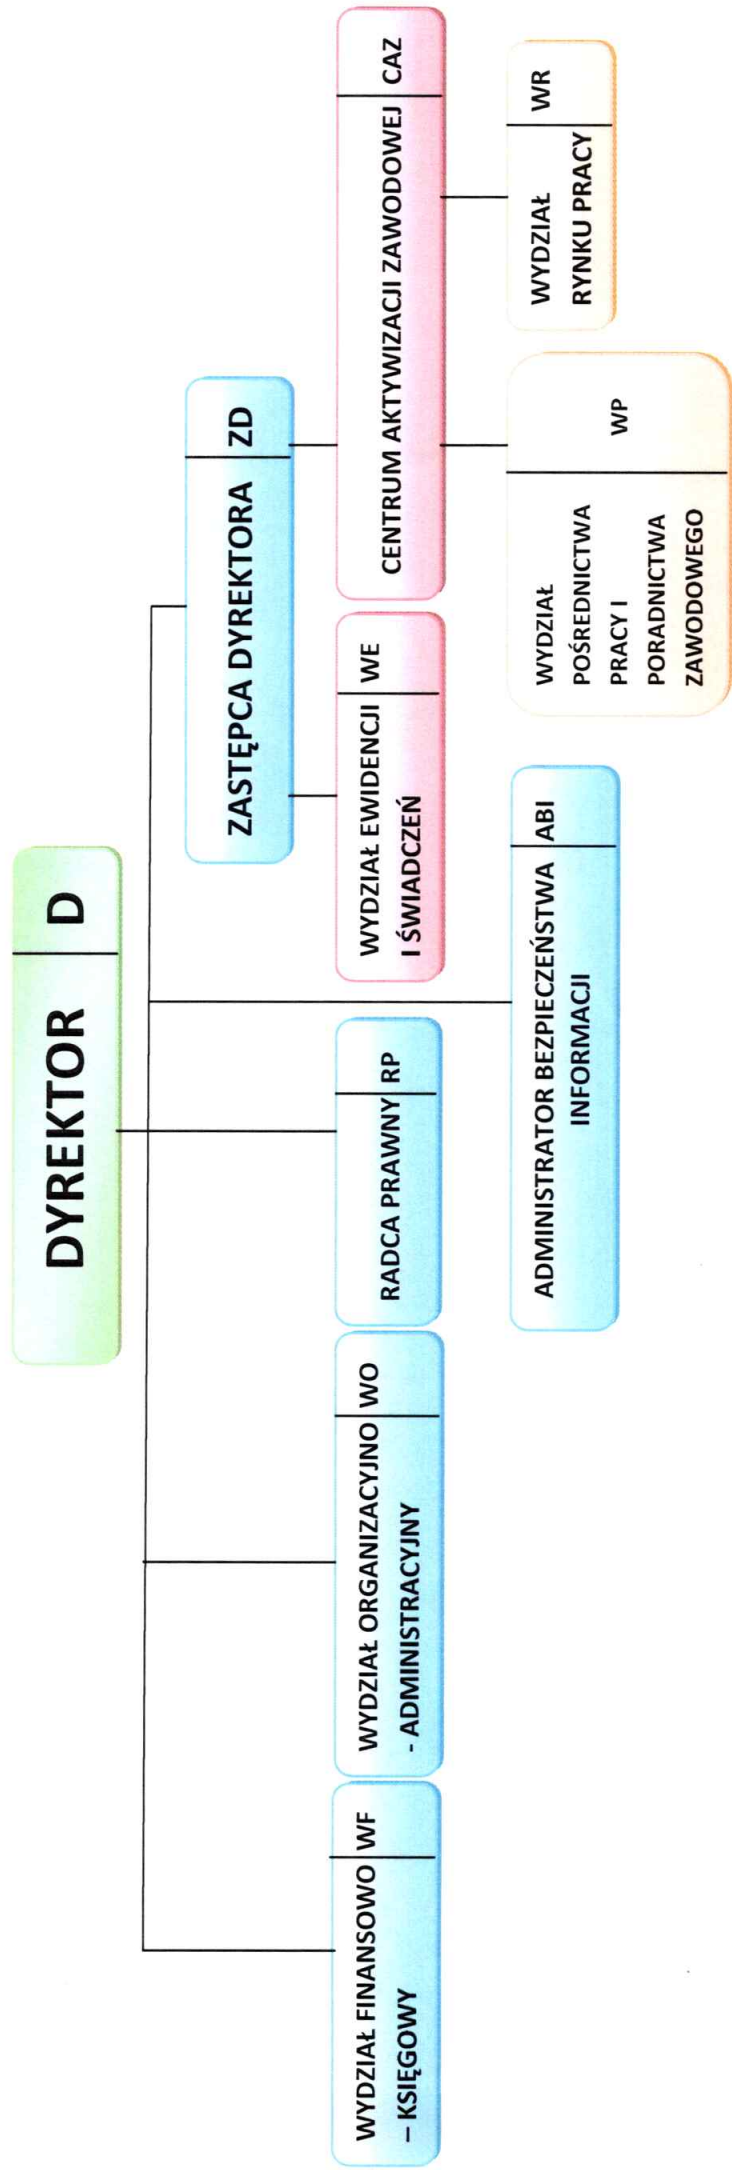 DYREKTOR D
ZASTĘPCA DYREKTORA ZD
WYDZIAŁ FINANSOWO WF
– KSIĘGOWY
WYDZIAŁ ORGANIZACYJNO WO
- ADMINISTRACYJNY
RADCA PRAWNY RP
WYDZIAŁ EWIDENCJI WE
I ŚWIADCZEŃ
CENTRUM AKTYWIZACJI ZAWODOWEJ CAZ
ADMINISTRATOR BEZPIECZEŃSTWA ABI
INFORMACJI
WYDZIAŁ
POŚREDNICTWA
PRACY I
PORADNICTWA
ZAWODOWEGO
WP
WYDZIAŁ WR
RYNKU PRACY